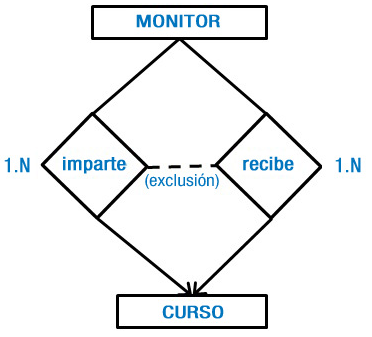 MONITOR
1.N imparte recibe 1.N
(exclusión)
CURSO